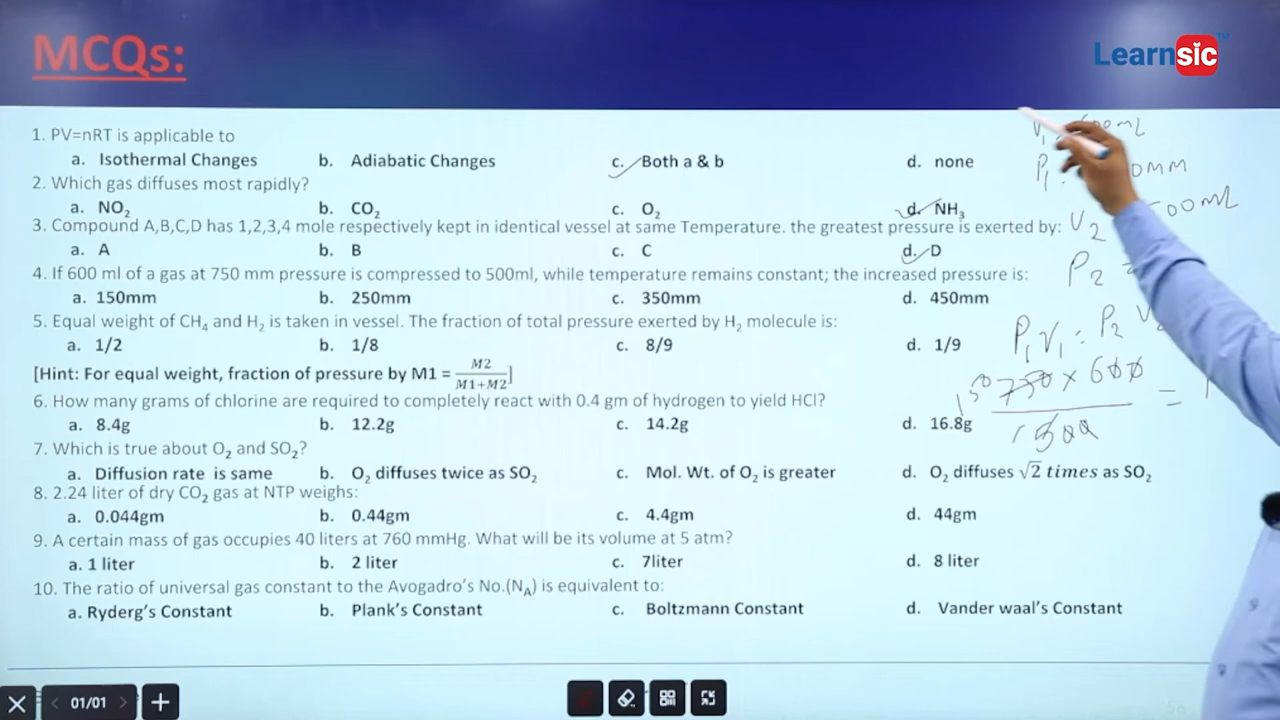 MCQs:
Learnsic™
1. PV=nRT is applicable to
a. Isothermal Changes b. Adiabatic Changes c. Both a & b d. none
2. Which gas diffuses most rapidly?
a. NO₂ b. CO₂ c. O₂ d. NH₃
3. Compound A,B,C,D has 1,2,3,4 mole respectively kept in identical vessel at same Temperature. the greatest pressure is exerted by:
a. A b. B c. C d. D
4. If 600 ml of a gas at 750 mm pressure is compressed to 500ml, while temperature remains constant; the increased pressure is:
a. 150mm b. 250mm c. 350mm d. 450mm
5. Equal weight of CH₄ and H₂ is taken in vessel. The fraction of total pressure exerted by H₂ molecule is:
a. 1/2 b. 1/8 c. 8/9 d. 1/9
[Hint: For equal weight, fraction of pressure by M1 = M2/(M1+M2)]
6. How many grams of chlorine are required to completely react with 0.4 gm of hydrogen to yield HCl?
a. 8.4g b. 12.2g c. 14.2g d. 16.8g
7. Which is true about O₂ and SO₂?
a. Diffusion rate is same b. O₂ diffuses twice as SO₂ c. Mol. Wt. of O₂ is greater d. O₂ diffuses √2 times as SO₂
8. 2.24 liter of dry CO₂ gas at NTP weighs:
a. 0.044gm b. 0.44gm c. 4.4gm d. 44gm
9. A certain mass of gas occupies 40 liters at 760 mmHg. What will be its volume at 5 atm?
a. 1 liter b. 2 liter c. 7liter d. 8 liter
10. The ratio of universal gas constant to the Avogadro's No.(N_A) is equivalent to:
a. Ryderg's Constant b. Plank's Constant c. Boltzmann Constant d. Vander waal's Constant
V₁
P₁ mm
V₂ 500mL
P₂
P₁V₁ = P₂V₂
150 750 × 600
500 =
01/01